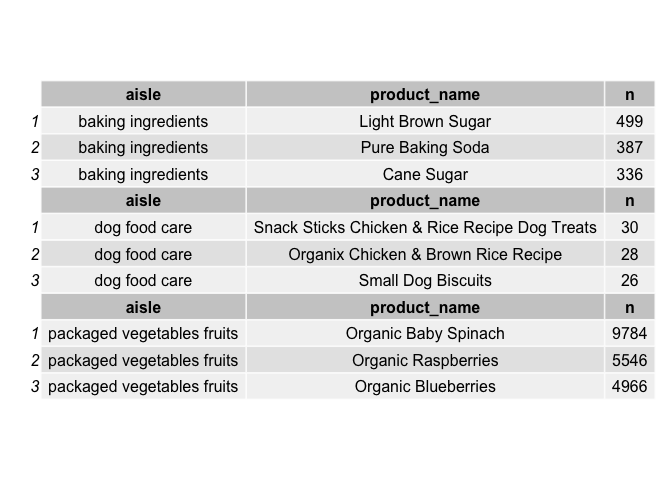 aisle product_name n
1 baking ingredients Light Brown Sugar 499
2 baking ingredients Pure Baking Soda 387
3 baking ingredients Cane Sugar 336
aisle product_name n
1 dog food care Snack Sticks Chicken & Rice Recipe Dog Treats 30
2 dog food care Organix Chicken & Brown Rice Recipe 28
3 dog food care Small Dog Biscuits 26
aisle product_name n
1 packaged vegetables fruits Organic Baby Spinach 9784
2 packaged vegetables fruits Organic Raspberries 5546
3 packaged vegetables fruits Organic Blueberries 4966